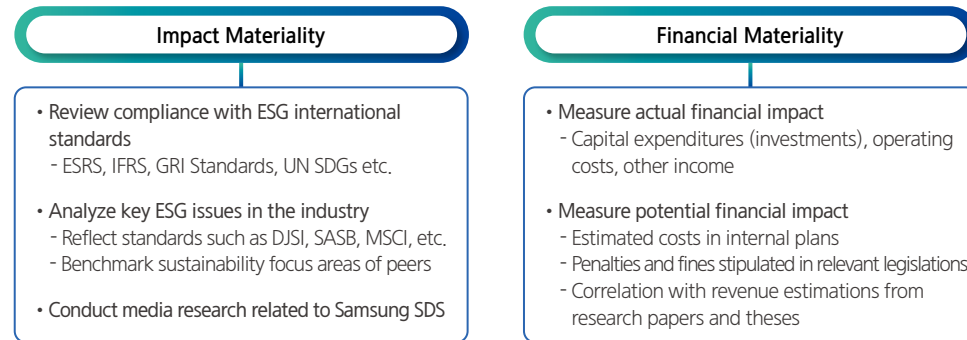 Impact Materiality
• Review compliance with ESG international
standards
- ESRS, IFRS, GRI Standards, UN SDGs etc.
• Analyze key ESG issues in the industry
- Reflect standards such as DJSI, SASB, MSCI, etc.
- Benchmark sustainability focus areas of peers
• Conduct media research related to Samsung SDS
Financial Materiality
• Measure actual financial impact
- Capital expenditures (investments), operating
costs, other income
• Measure potential financial impact
- Estimated costs in internal plans
- Penalties and fines stipulated in relevant legislations
- Correlation with revenue estimations from
research papers and theses